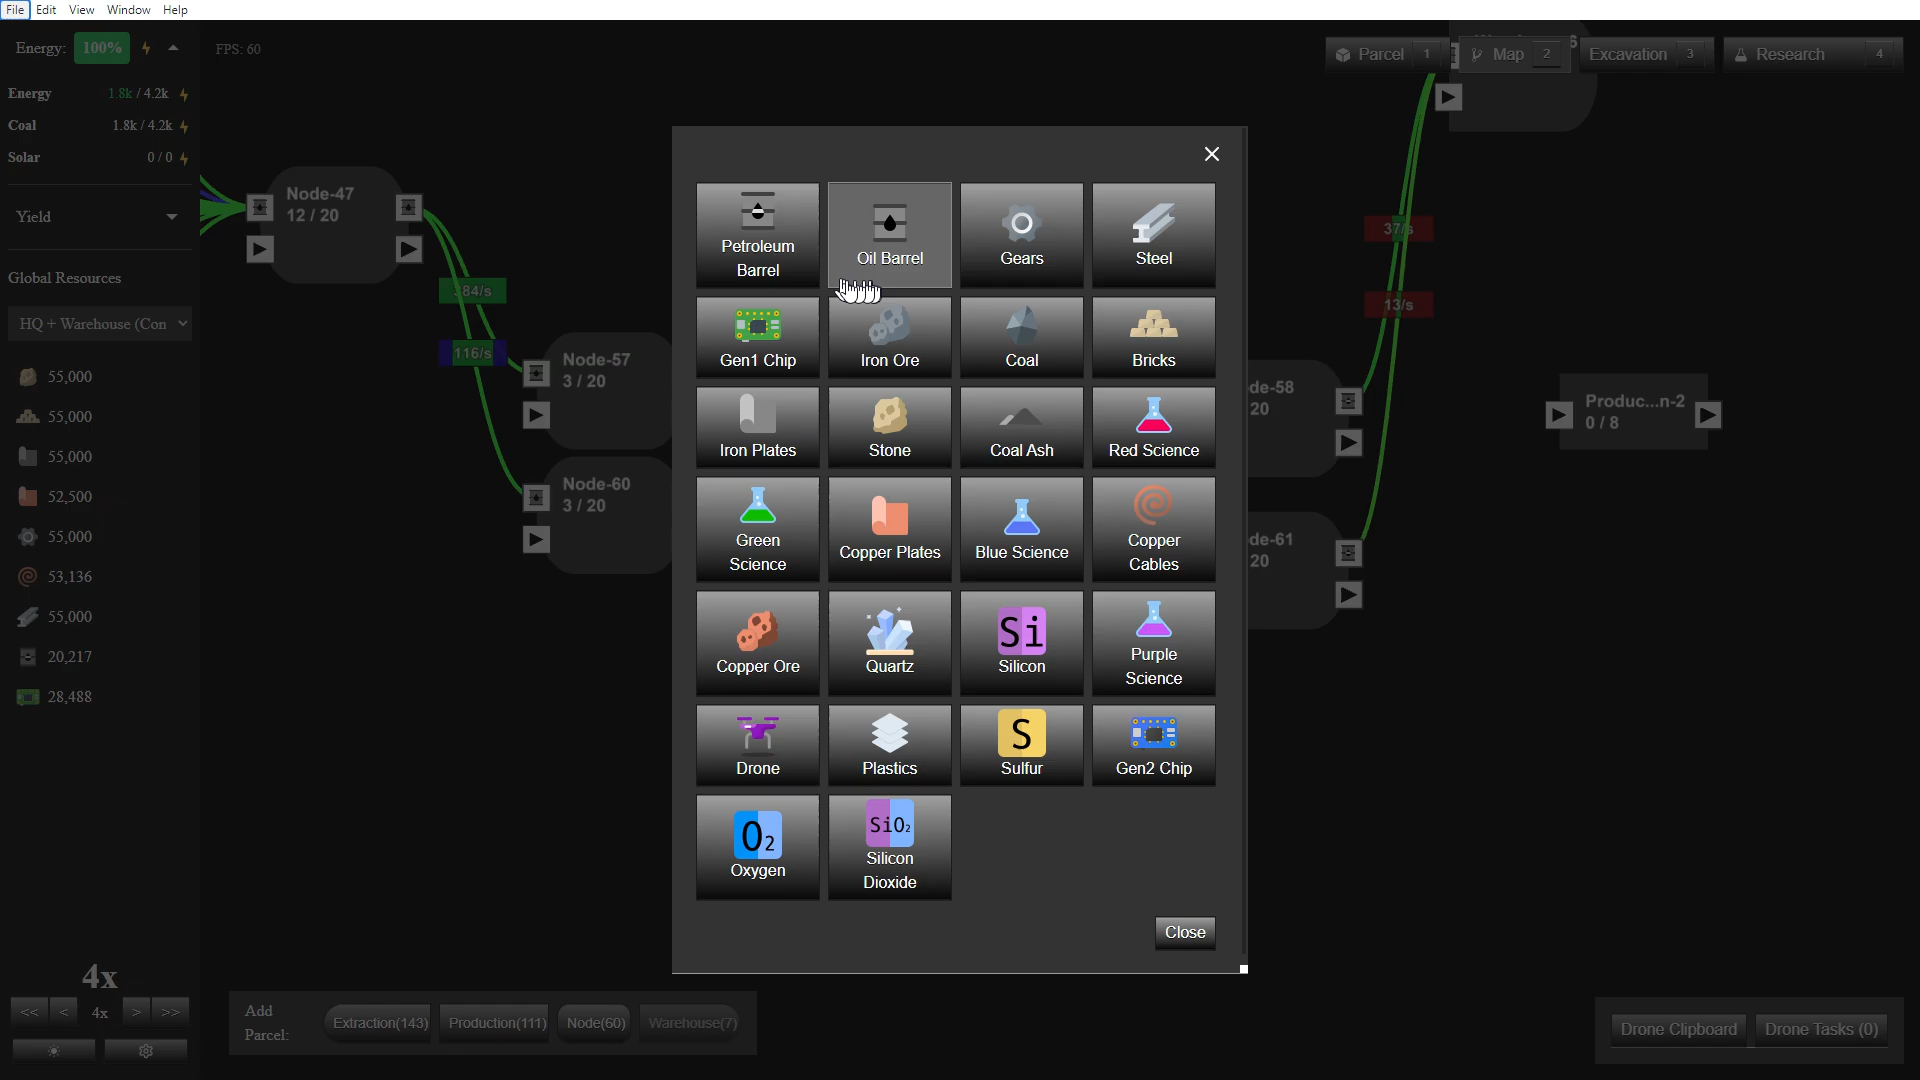 File Edit View Window Help
Energy: 100%
FPS: 60
Parcel 1
Map 2
Excavation 3
Research 4
Energy 1.8k / 4.2k
Coal 1.8k / 4.2k
Solar 0 / 0
Yield
Global Resources
HQ + Warehouse (Con
55,000
55,000
55,000
52,500
55,000
53,136
55,000
20,217
28,488
4x
<< < 4x > >>
Node-47
12 / 20
116/s
Node-57
3 / 20
Node-60
3 / 20
Petroleum
Barrel
Oil Barrel
Gears
Steel
Gen1 Chip
Iron Ore
Coal
Bricks
Iron Plates
Stone
Coal Ash
Red Science
Green
Science
Copper Plates
Blue Science
Copper
Cables
Copper Ore
Quartz
Si
Silicon
Purple
Science
Drone
Plastics
S
Sulfur
Gen2 Chip
O₂
Oxygen
SiO₂
Silicon
Dioxide
Close
37/s
13/s
de-58
20
de-61
20
Produc...n-2
0 / 8
Add
Parcel:
Extraction(143)
Production(111)
Node(60)
Warehouse(7)
Drone Clipboard
Drone Tasks (0)